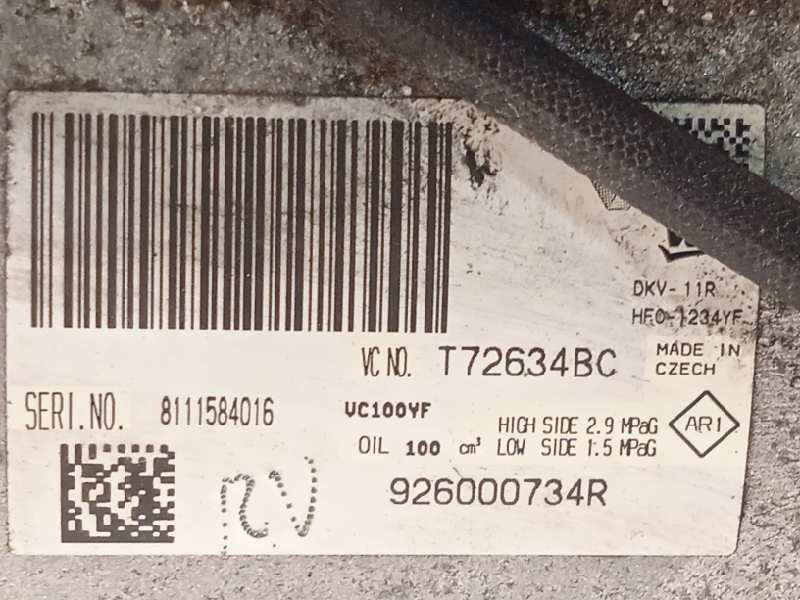 DKV-11R
HFO-1234YF
VC NO. T72634BC
MADE IN
CZECH
SERI.NO. 8111584016
VC100YF
HIGH SIDE 2.9 MPaG
OIL 100 cm³ LOW SIDE 1.5 MPaG
AR1
926000734R